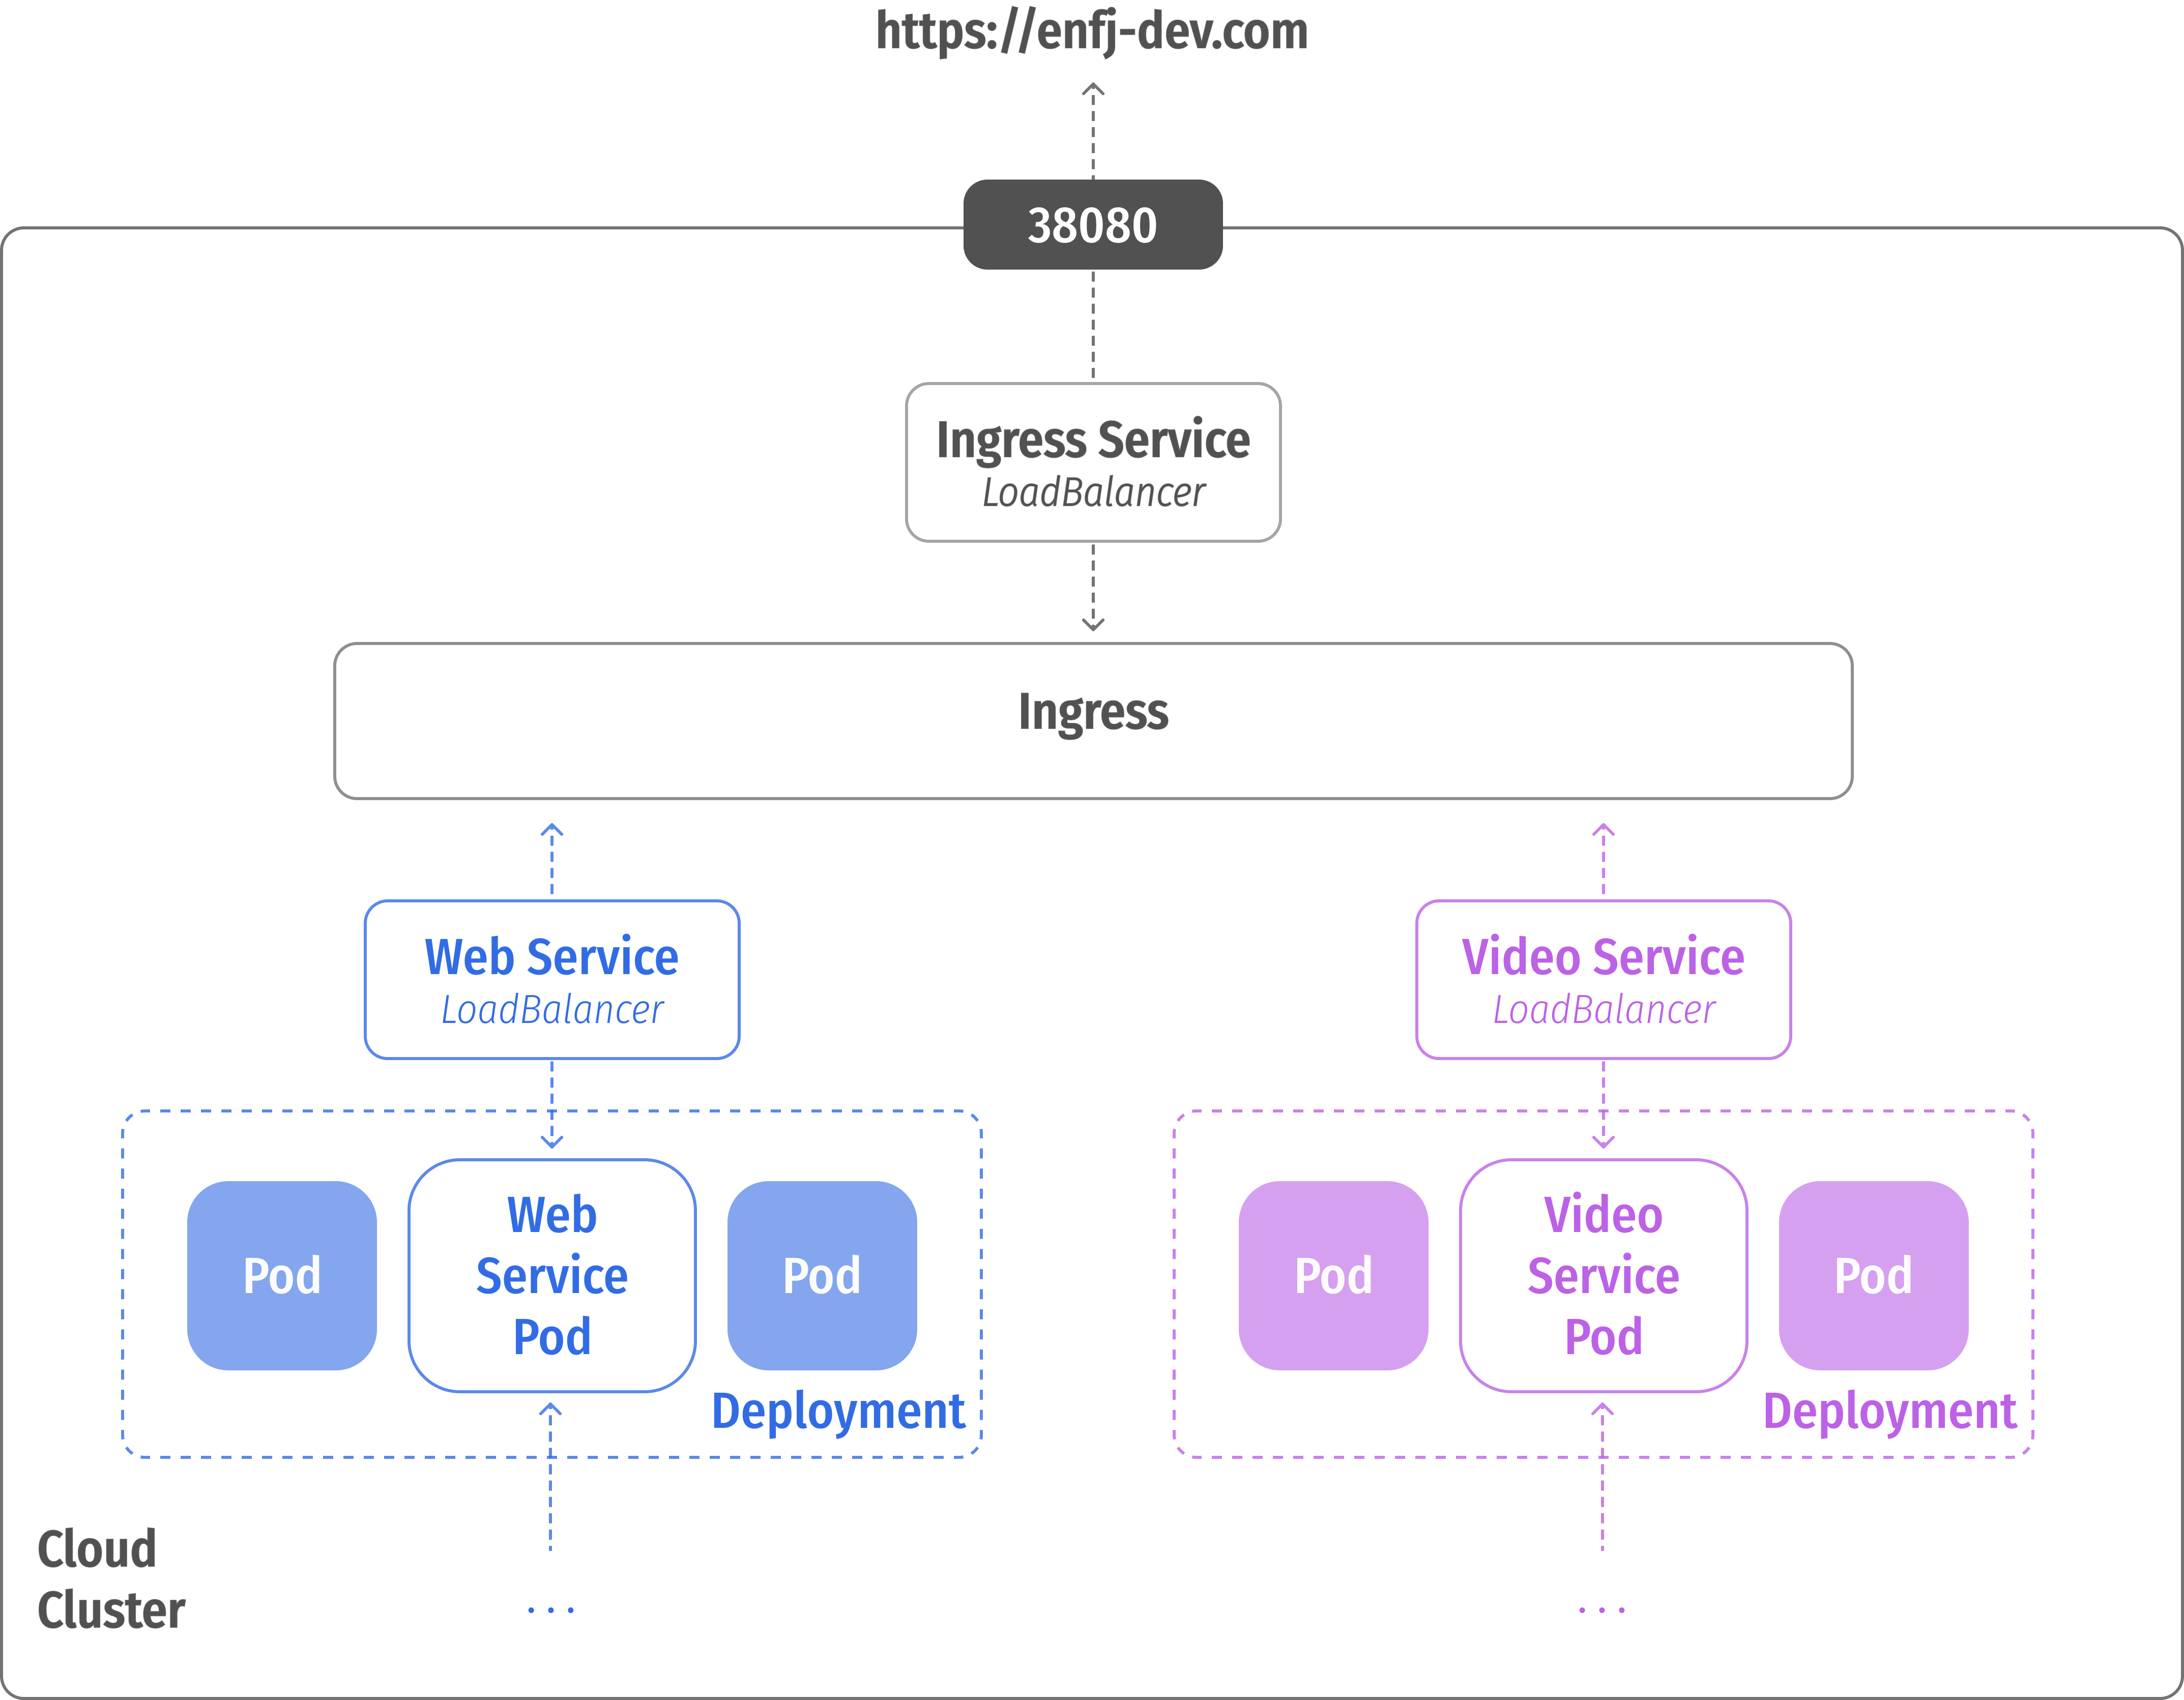 https://enfj-dev.com
38080
Ingress Service
LoadBalancer
Ingress
Web Service
LoadBalancer
Video Service
LoadBalancer
Pod
Web
Service
Pod
Pod
Deployment
Pod
Video
Service
Pod
Pod
Deployment
Cloud
Cluster
...
...